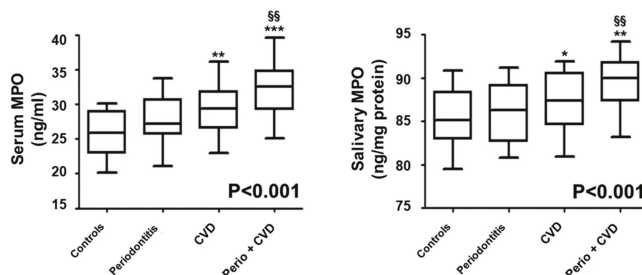 Serum MPO
(ng/ml)
40
35
30
25
20
15
**
§§
***
P<0.001
Controls
Periodontitis
CVD
Perio + CVD
Salivary MPO
(ng/mg protein)
95
90
85
80
75
*
§§
**
P<0.001
Controls
Periodontitis
CVD
Perio + CVD